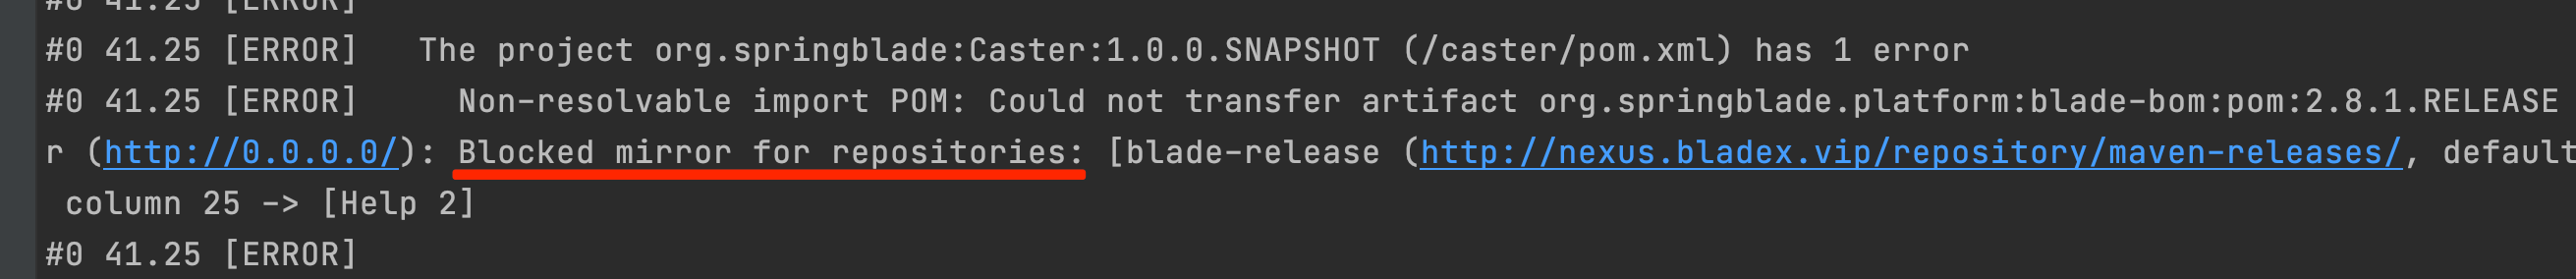 #0 41.25 [ERROR]
#0 41.25 [ERROR]   The project org.springblade:Caster:1.0.0.SNAPSHOT (/caster/pom.xml) has 1 error
#0 41.25 [ERROR]     Non-resolvable import POM: Could not transfer artifact org.springblade.platform:blade-bom:pom:2.8.1.RELEASE
r (http://0.0.0.0/): Blocked mirror for repositories: [blade-release (http://nexus.bladex.vip/repository/maven-releases/, default
 column 25 -> [Help 2]
#0 41.25 [ERROR]